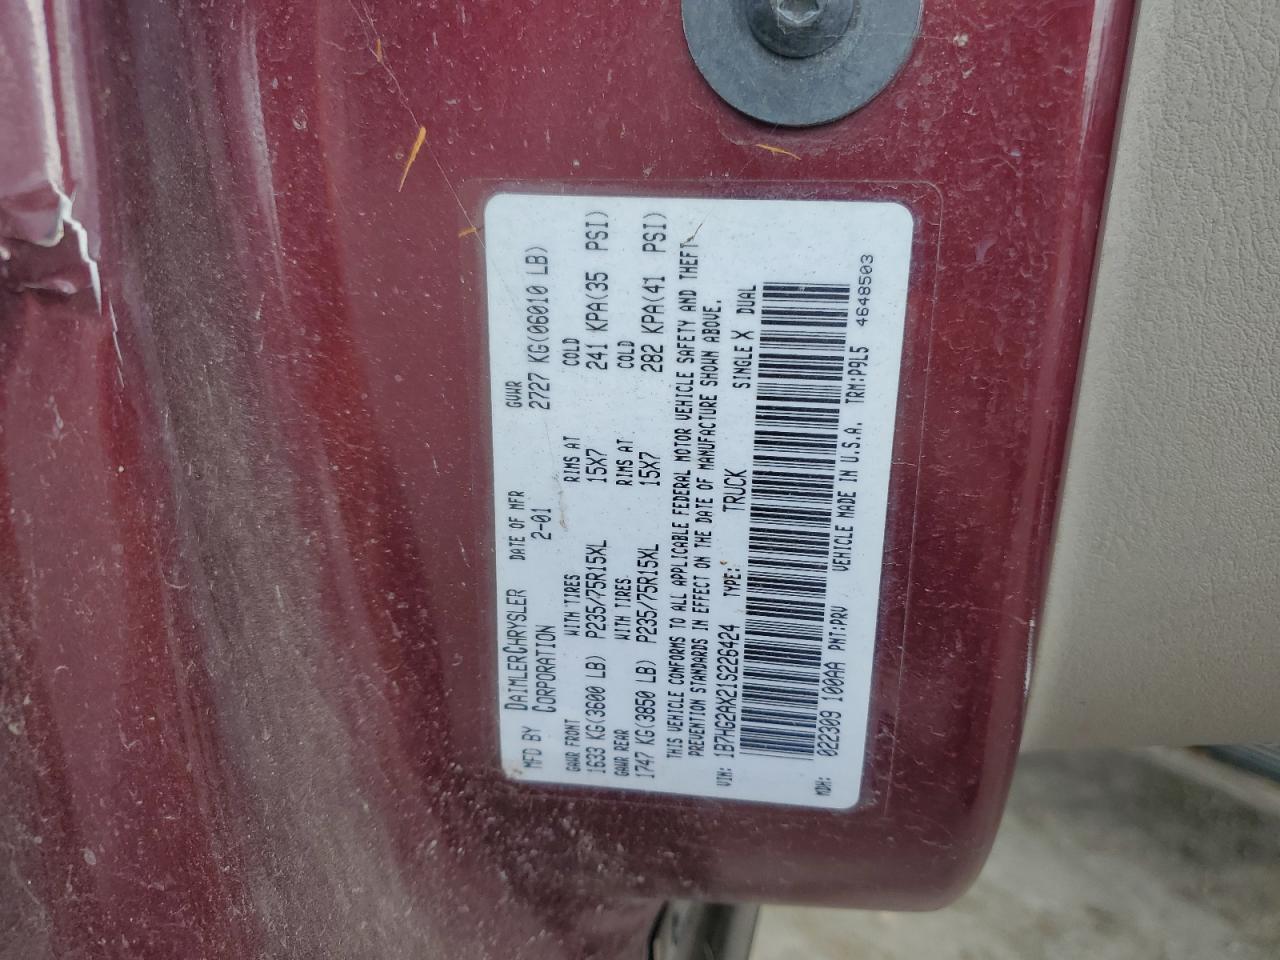 MFD BY DAIMLERCHRYSLER CORPORATION DATE OF MFR 2-01 GVWR 2727 KG(06010 LB)
GAWR FRONT WITH TIRES RIMS AT COLD
1633 KG(3600 LB) P235/75R15XL 15X7 241 KPA(35 PSI)
GAWR REAR WITH TIRES RIMS AT COLD
1747 KG(3850 LB) P235/75R15XL 15X7 282 KPA(41 PSI)
THIS VEHICLE CONFORMS TO ALL APPLICABLE FEDERAL MOTOR VEHICLE SAFETY AND THEFT
PREVENTION STANDARDS IN EFFECT ON THE DATE OF MANUFACTURE SHOWN ABOVE.
VIN: 1B7HG2AX21S226424 TYPE: TRUCK SINGLE X DUAL
MDH: 022309 100AA PNT:PRV VEHICLE MADE IN U.S.A. TRM:P9L5 4648503